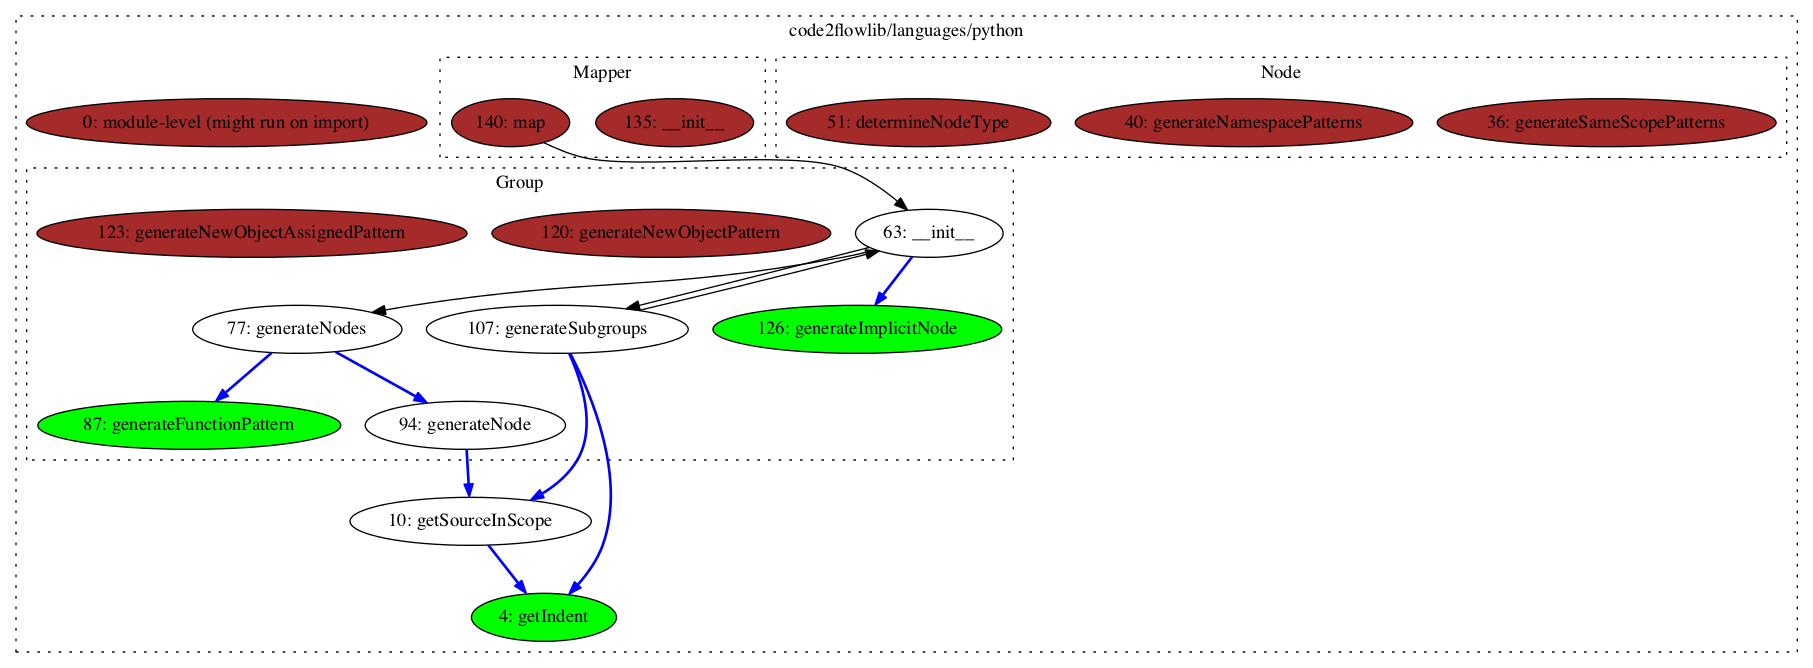 code2flowlib/languages/python
Mapper
Node
0: module-level (might run on import)
140: map
135: __init__
51: determineNodeType
40: generateNamespacePatterns
36: generateSameScopePatterns
Group
123: generateNewObjectAssignedPattern
120: generateNewObjectPattern
63: __init__
77: generateNodes
107: generateSubgroups
126: generateImplicitNode
87: generateFunctionPattern
94: generateNode
10: getSourceInScope
4: getIndent